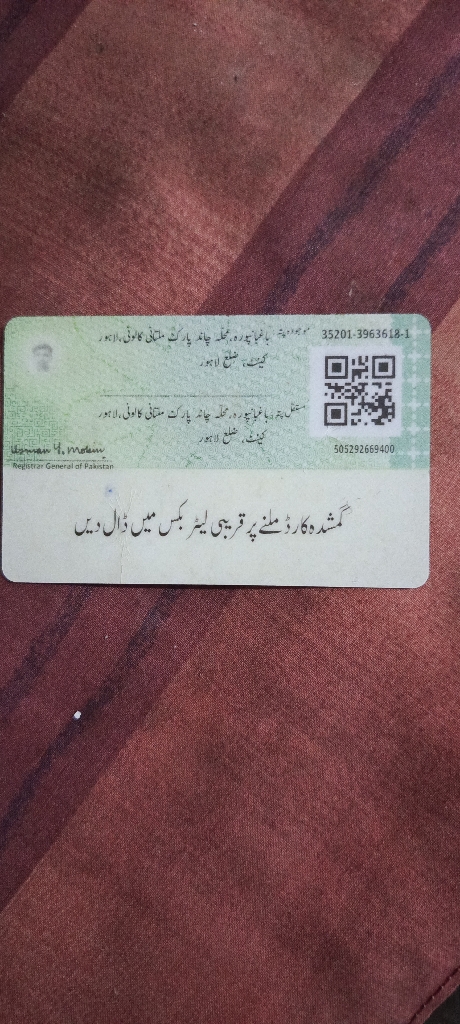 35201-3963618-1
موجودہ پتہ: باغبانپورہ، محلہ چاند پارک ملتانی کالونی، لاہور
کینٹ، ضلع لاہور
مستقل پتہ: باغبانپورہ، محلہ چاند پارک ملتانی کالونی، لاہور
کینٹ، ضلع لاہور
505292669400
Usman Y. Mobin
Registrar General of Pakistan
گمشدہ کارڈ ملنے پر قریبی لیٹر بکس میں ڈال دیں